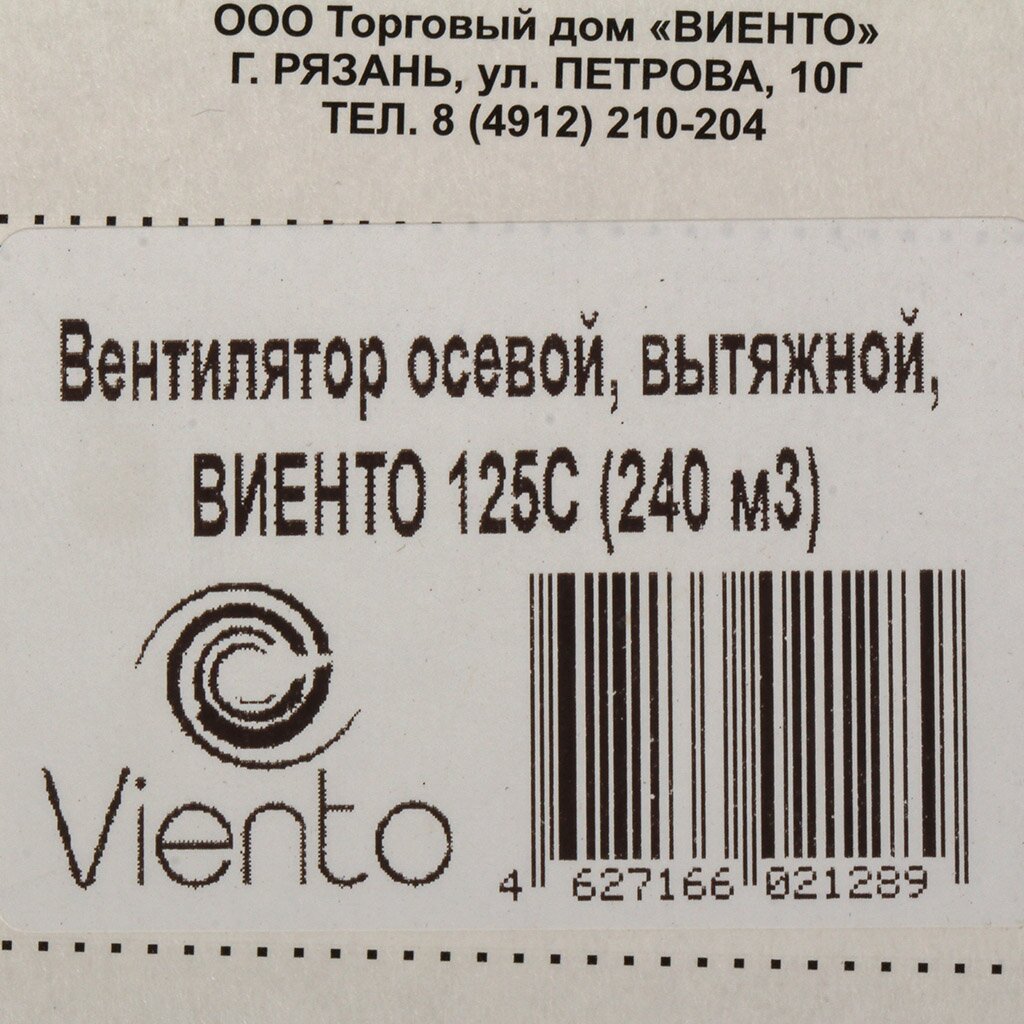 ООО Торговый дом «ВИЕНТО»
Г. РЯЗАНЬ, ул. ПЕТРОВА, 10Г
ТЕЛ. 8 (4912) 210-204
Вентилятор осевой, вытяжной,
ВИЕНТО 125С (240 м3)
Viento
4 627166 021289